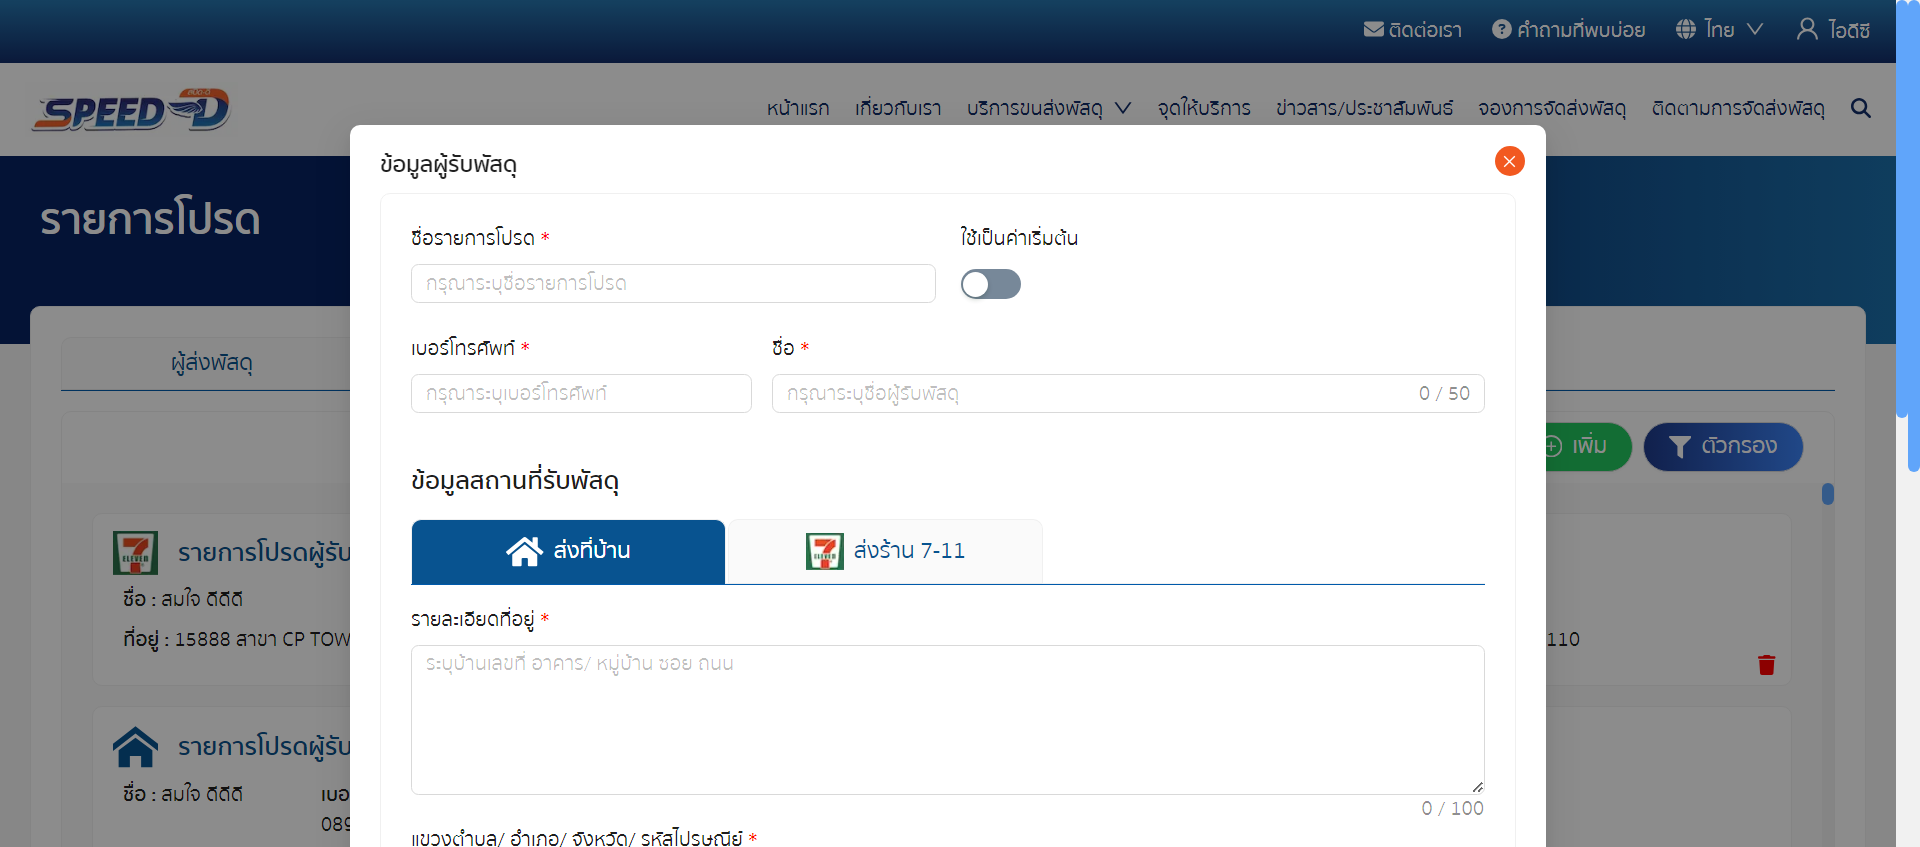 ติดต่อเรา
คำถามที่พบบ่อย
ไทย
ไอดีซี
SPEED-D
หน้าแรก
เกี่ยวกับเรา
บริการขนส่งพัสดุ
จุดให้บริการ
ข่าวสาร/ประชาสัมพันธ์
จองการจัดส่งพัสดุ
ติดตามการจัดส่งพัสดุ
รายการโปรด
ข้อมูลผู้รับพัสดุ
ชื่อรายการโปรด *
ใช้เป็นค่าเริ่มต้น
กรุณาระบุชื่อรายการโปรด
เบอร์โทรศัพท์ *
ชื่อ *
กรุณาระบุเบอร์โทรศัพท์
กรุณาระบุชื่อผู้รับพัสดุ
0 / 50
ข้อมูลสถานที่รับพัสดุ
ส่งที่บ้าน
7 ELEVEN
ส่งร้าน 7-11
รายละเอียดที่อยู่ *
ระบุบ้านเลขที่ อาคาร/ หมู่บ้าน ซอย ถนน
0 / 100
แขวงตำบล/ อำเภอ/ จังหวัด/ รหัสไปรษณีย์ *
ผู้ส่งพัสดุ
เพิ่ม
ตัวกรอง
7 ELEVEN
รายการโปรดผู้รับ
ชื่อ : สมใจ ดีดีดี
ที่อยู่ : 15888 สาขา CP TOW
110
รายการโปรดผู้รับ
ชื่อ : สมใจ ดีดีดี
เบอ
089